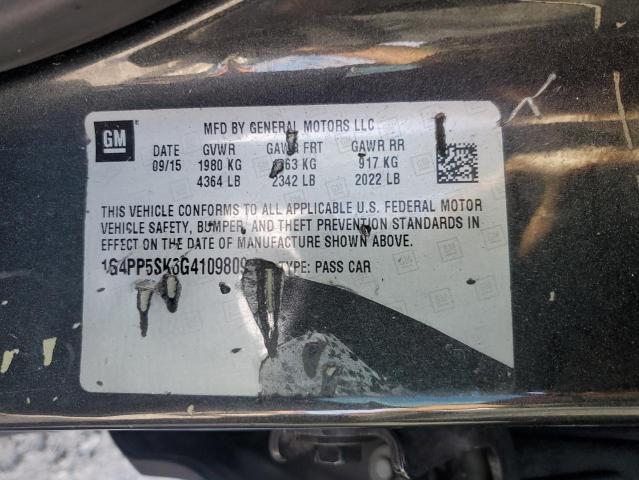 GM
MFD BY GENERAL MOTORS LLC
DATE GVWR GAWR FRT GAWR RR
09/15 1980 KG 1063 KG 917 KG
4364 LB 2342 LB 2022 LB
THIS VEHICLE CONFORMS TO ALL APPLICABLE U.S. FEDERAL MOTOR
VEHICLE SAFETY, BUMPER, AND THEFT PREVENTION STANDARDS IN
EFFECT ON THE DATE OF MANUFACTURE SHOWN ABOVE.
TYPE: PASS CAR